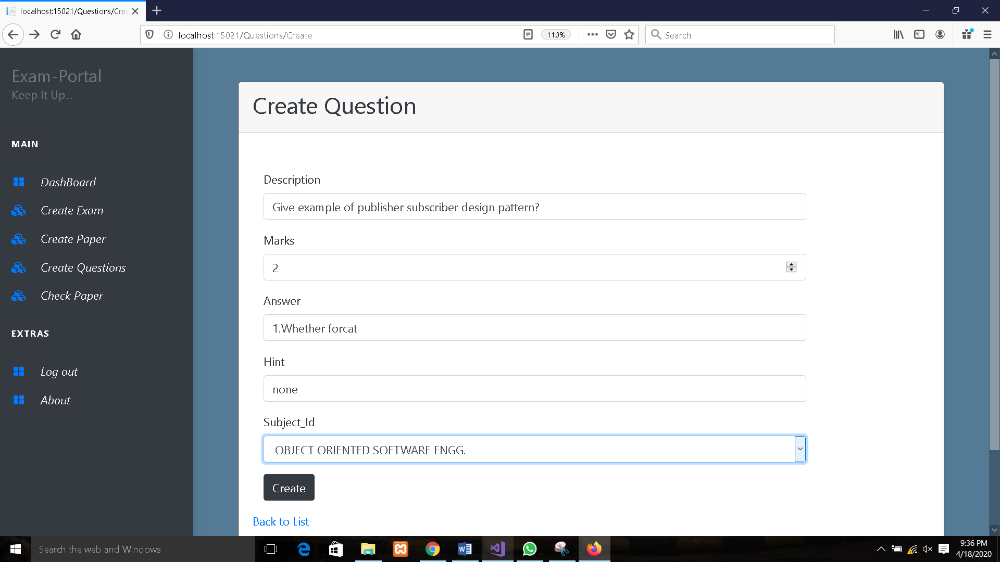 localhost:15021/Questions/Crea
localhost:15021/Questions/Create
110%
Search
Exam-Portal
Keep It Up...
MAIN
DashBoard
Create Exam
Create Paper
Create Questions
Check Paper
EXTRAS
Log out
About
Create Question
Description
Give example of publisher subscriber design pattern?
Marks
2
Answer
1.Whether forcat
Hint
none
Subject_Id
OBJECT ORIENTED SOFTWARE ENGG.
Create
Back to List
Search the web and Windows
9:36 PM
4/18/2020